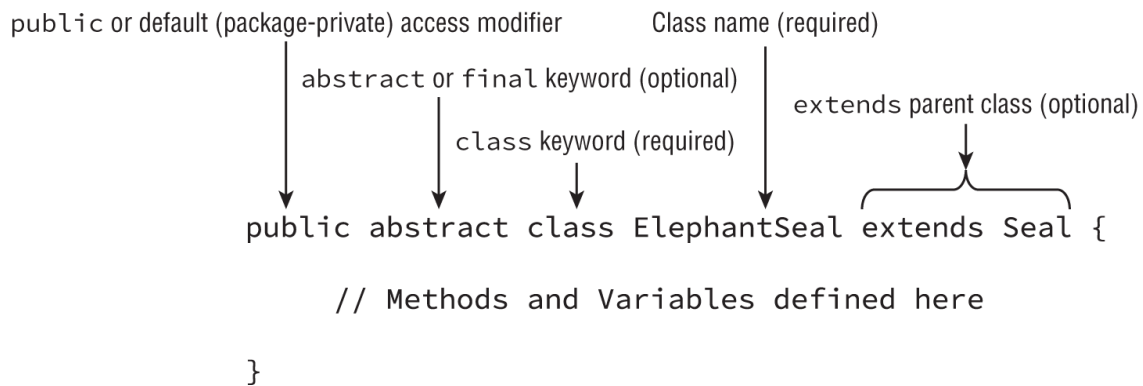 public or default (package-private) access modifier
Class name (required)
abstract or final keyword (optional)
extends parent class (optional)
class keyword (required)
public abstract class ElephantSeal extends Seal {
// Methods and Variables defined here
}